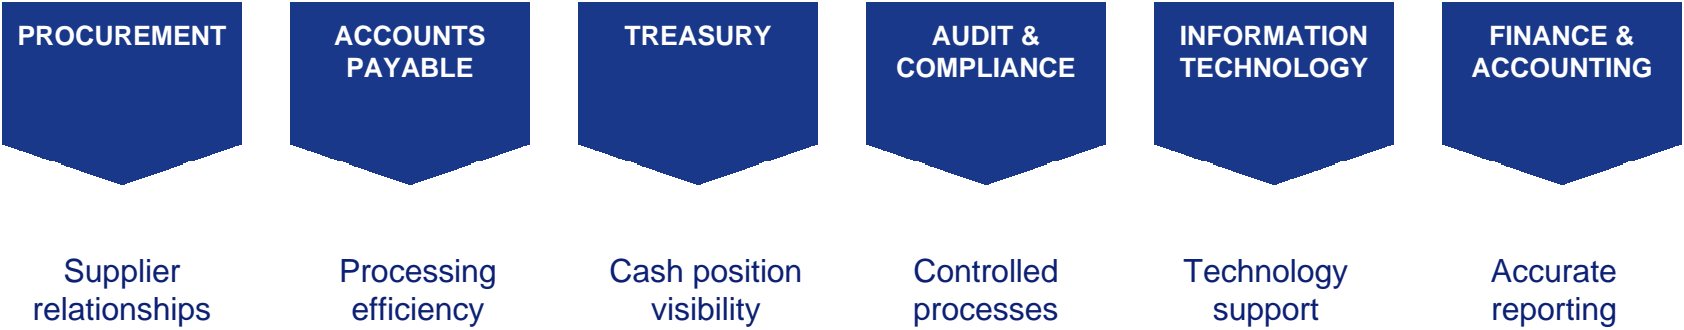 PROCUREMENT
ACCOUNTS
PAYABLE
TREASURY
AUDIT &
COMPLIANCE
INFORMATION
TECHNOLOGY
FINANCE &
ACCOUNTING
Supplier
relationships
Processing
efficiency
Cash position
visibility
Controlled
processes
Technology
support
Accurate
reporting